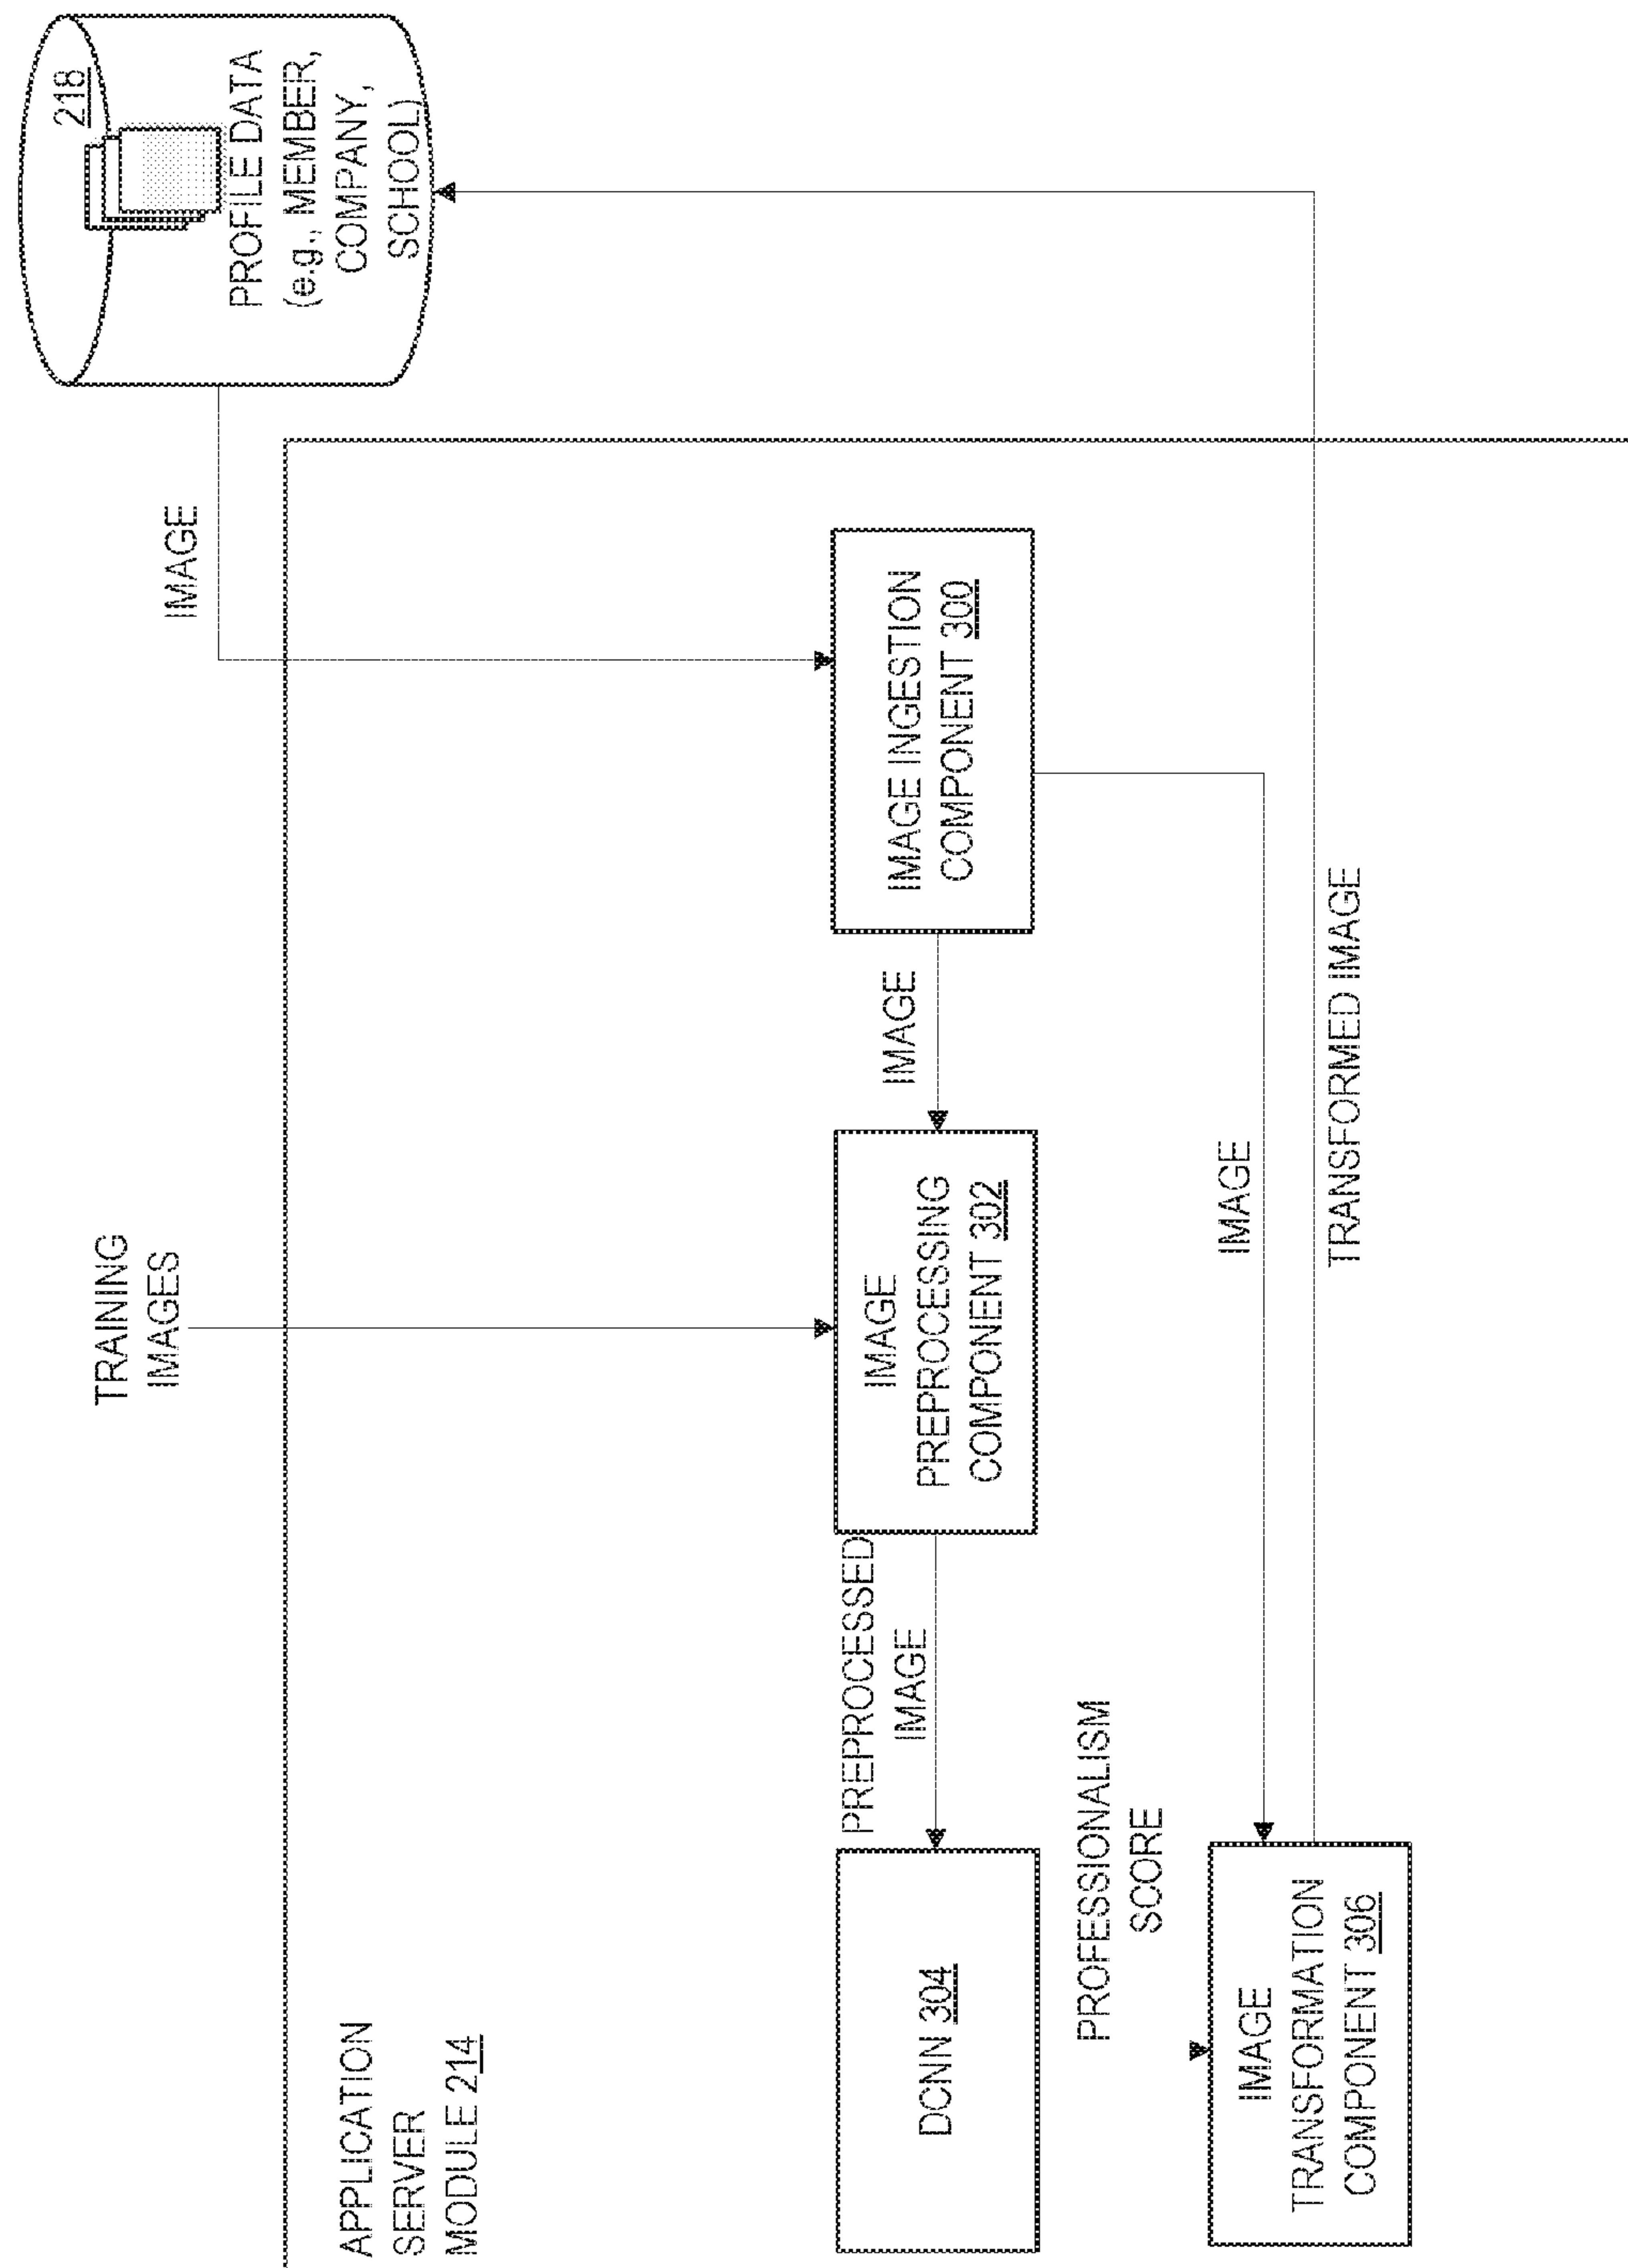 APPLICATION
SERVER
MODULE 214
TRAINING
IMAGES
IMAGE
218
PROFILE DATA
(e.g., MEMBER,
COMPANY,
SCHOOL)
DCNN 304
PREPROCESSED
IMAGE
IMAGE
PREPROCESSING
COMPONENT 302
IMAGE
IMAGE INGESTION
COMPONENT 300
PROFESSIONALISM
SCORE
IMAGE
TRANSFORMATION
COMPONENT 306
IMAGE
TRANSFORMED IMAGE